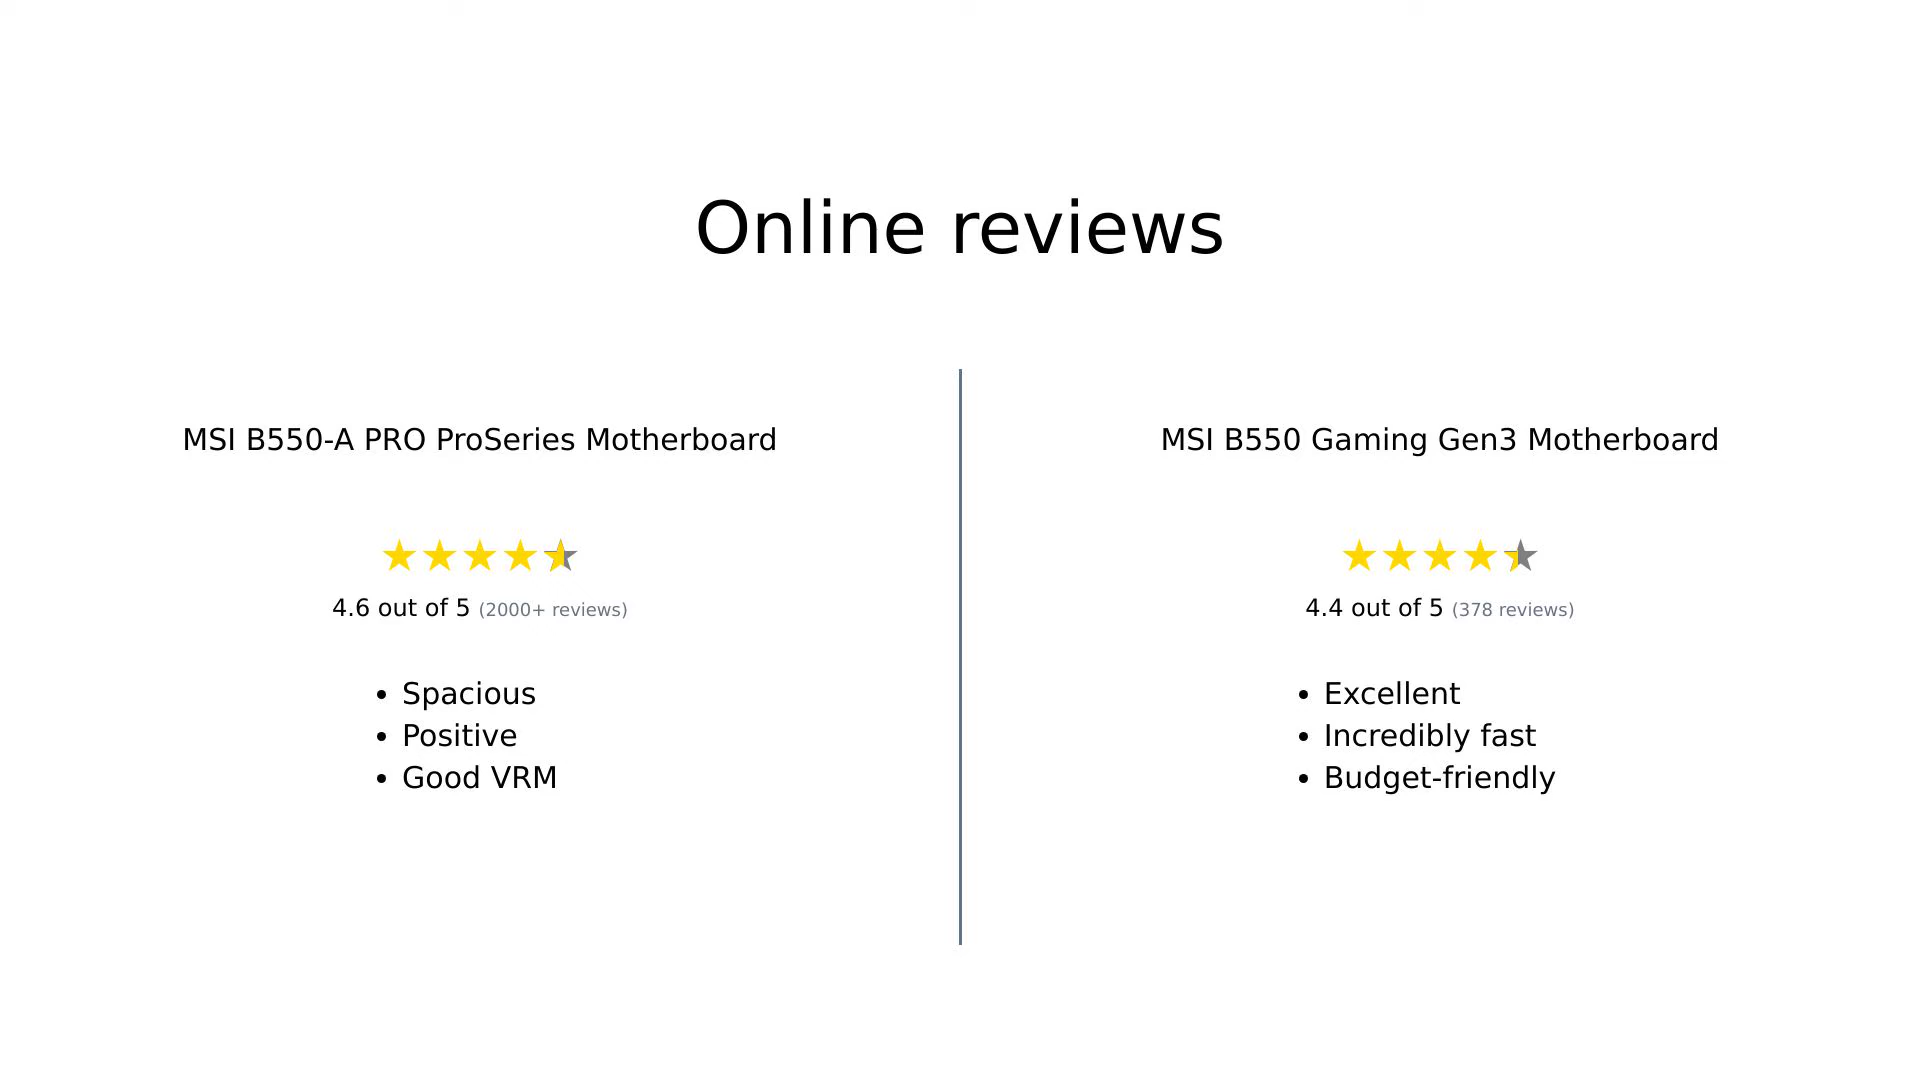 Online reviews
MSI B550-A PRO ProSeries Motherboard
4.6 out of 5 (2000+ reviews)
• Spacious
• Positive
• Good VRM
MSI B550 Gaming Gen3 Motherboard
4.4 out of 5 (378 reviews)
• Excellent
• Incredibly fast
• Budget-friendly